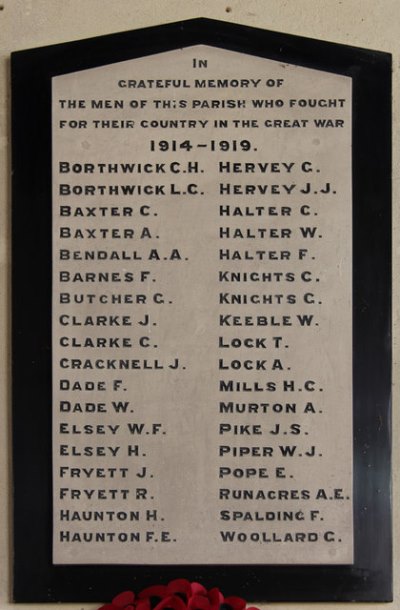 IN
GRATEFUL MEMORY OF
THE MEN OF THIS PARISH WHO FOUGHT
FOR THEIR COUNTRY IN THE GREAT WAR
1914-1919.
BORTHWICK C.H.
BORTHWICK L.C.
BAXTER C.
BAXTER A.
BENDALL A.A.
BARNES F.
BUTCHER G.
CLARKE J.
CLARKE C.
CRACKNELL J.
DADE F.
DADE W.
ELSEY W.F.
ELSEY H.
FRYETT J.
FRYETT R.
HAUNTON H.
HAUNTON F.E.
HERVEY G.
HERVEY J.J.
HALTER C.
HALTER W.
HALTER F.
KNIGHTS C.
KNIGHTS G.
KEEBLE W.
LOCK T.
LOCK A.
MILLS H.C.
MURTON A.
PIKE J.S.
PIPER W.J.
POPE E.
RUNACRES A.E.
SPALDING F.
WOOLLARD G.